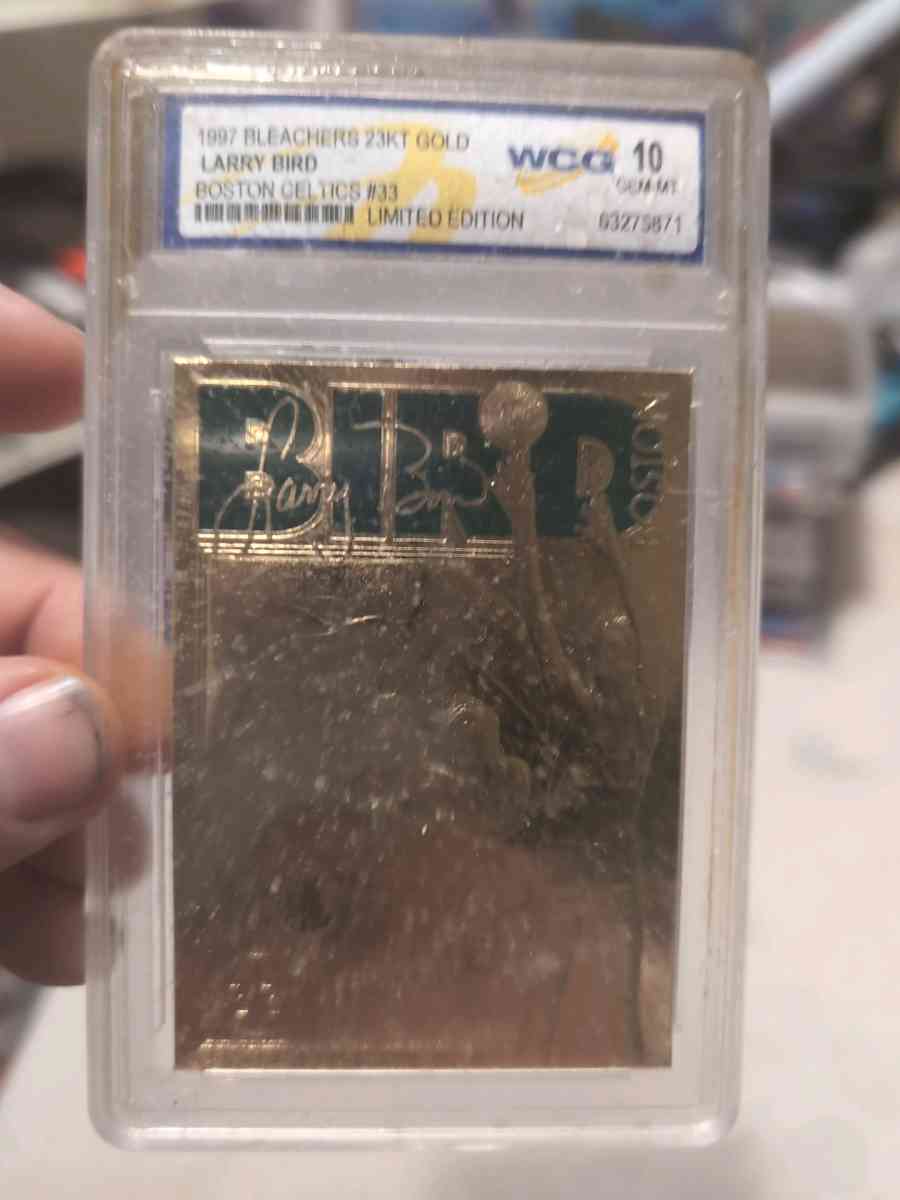 1997 BLEACHERS 23KT GOLD
LARRY BIRD
BOSTON CELTICS #33
LIMITED EDITION
WCG 10
GEM-MT
63275871
BIRD
Larry Bird
BOSTON